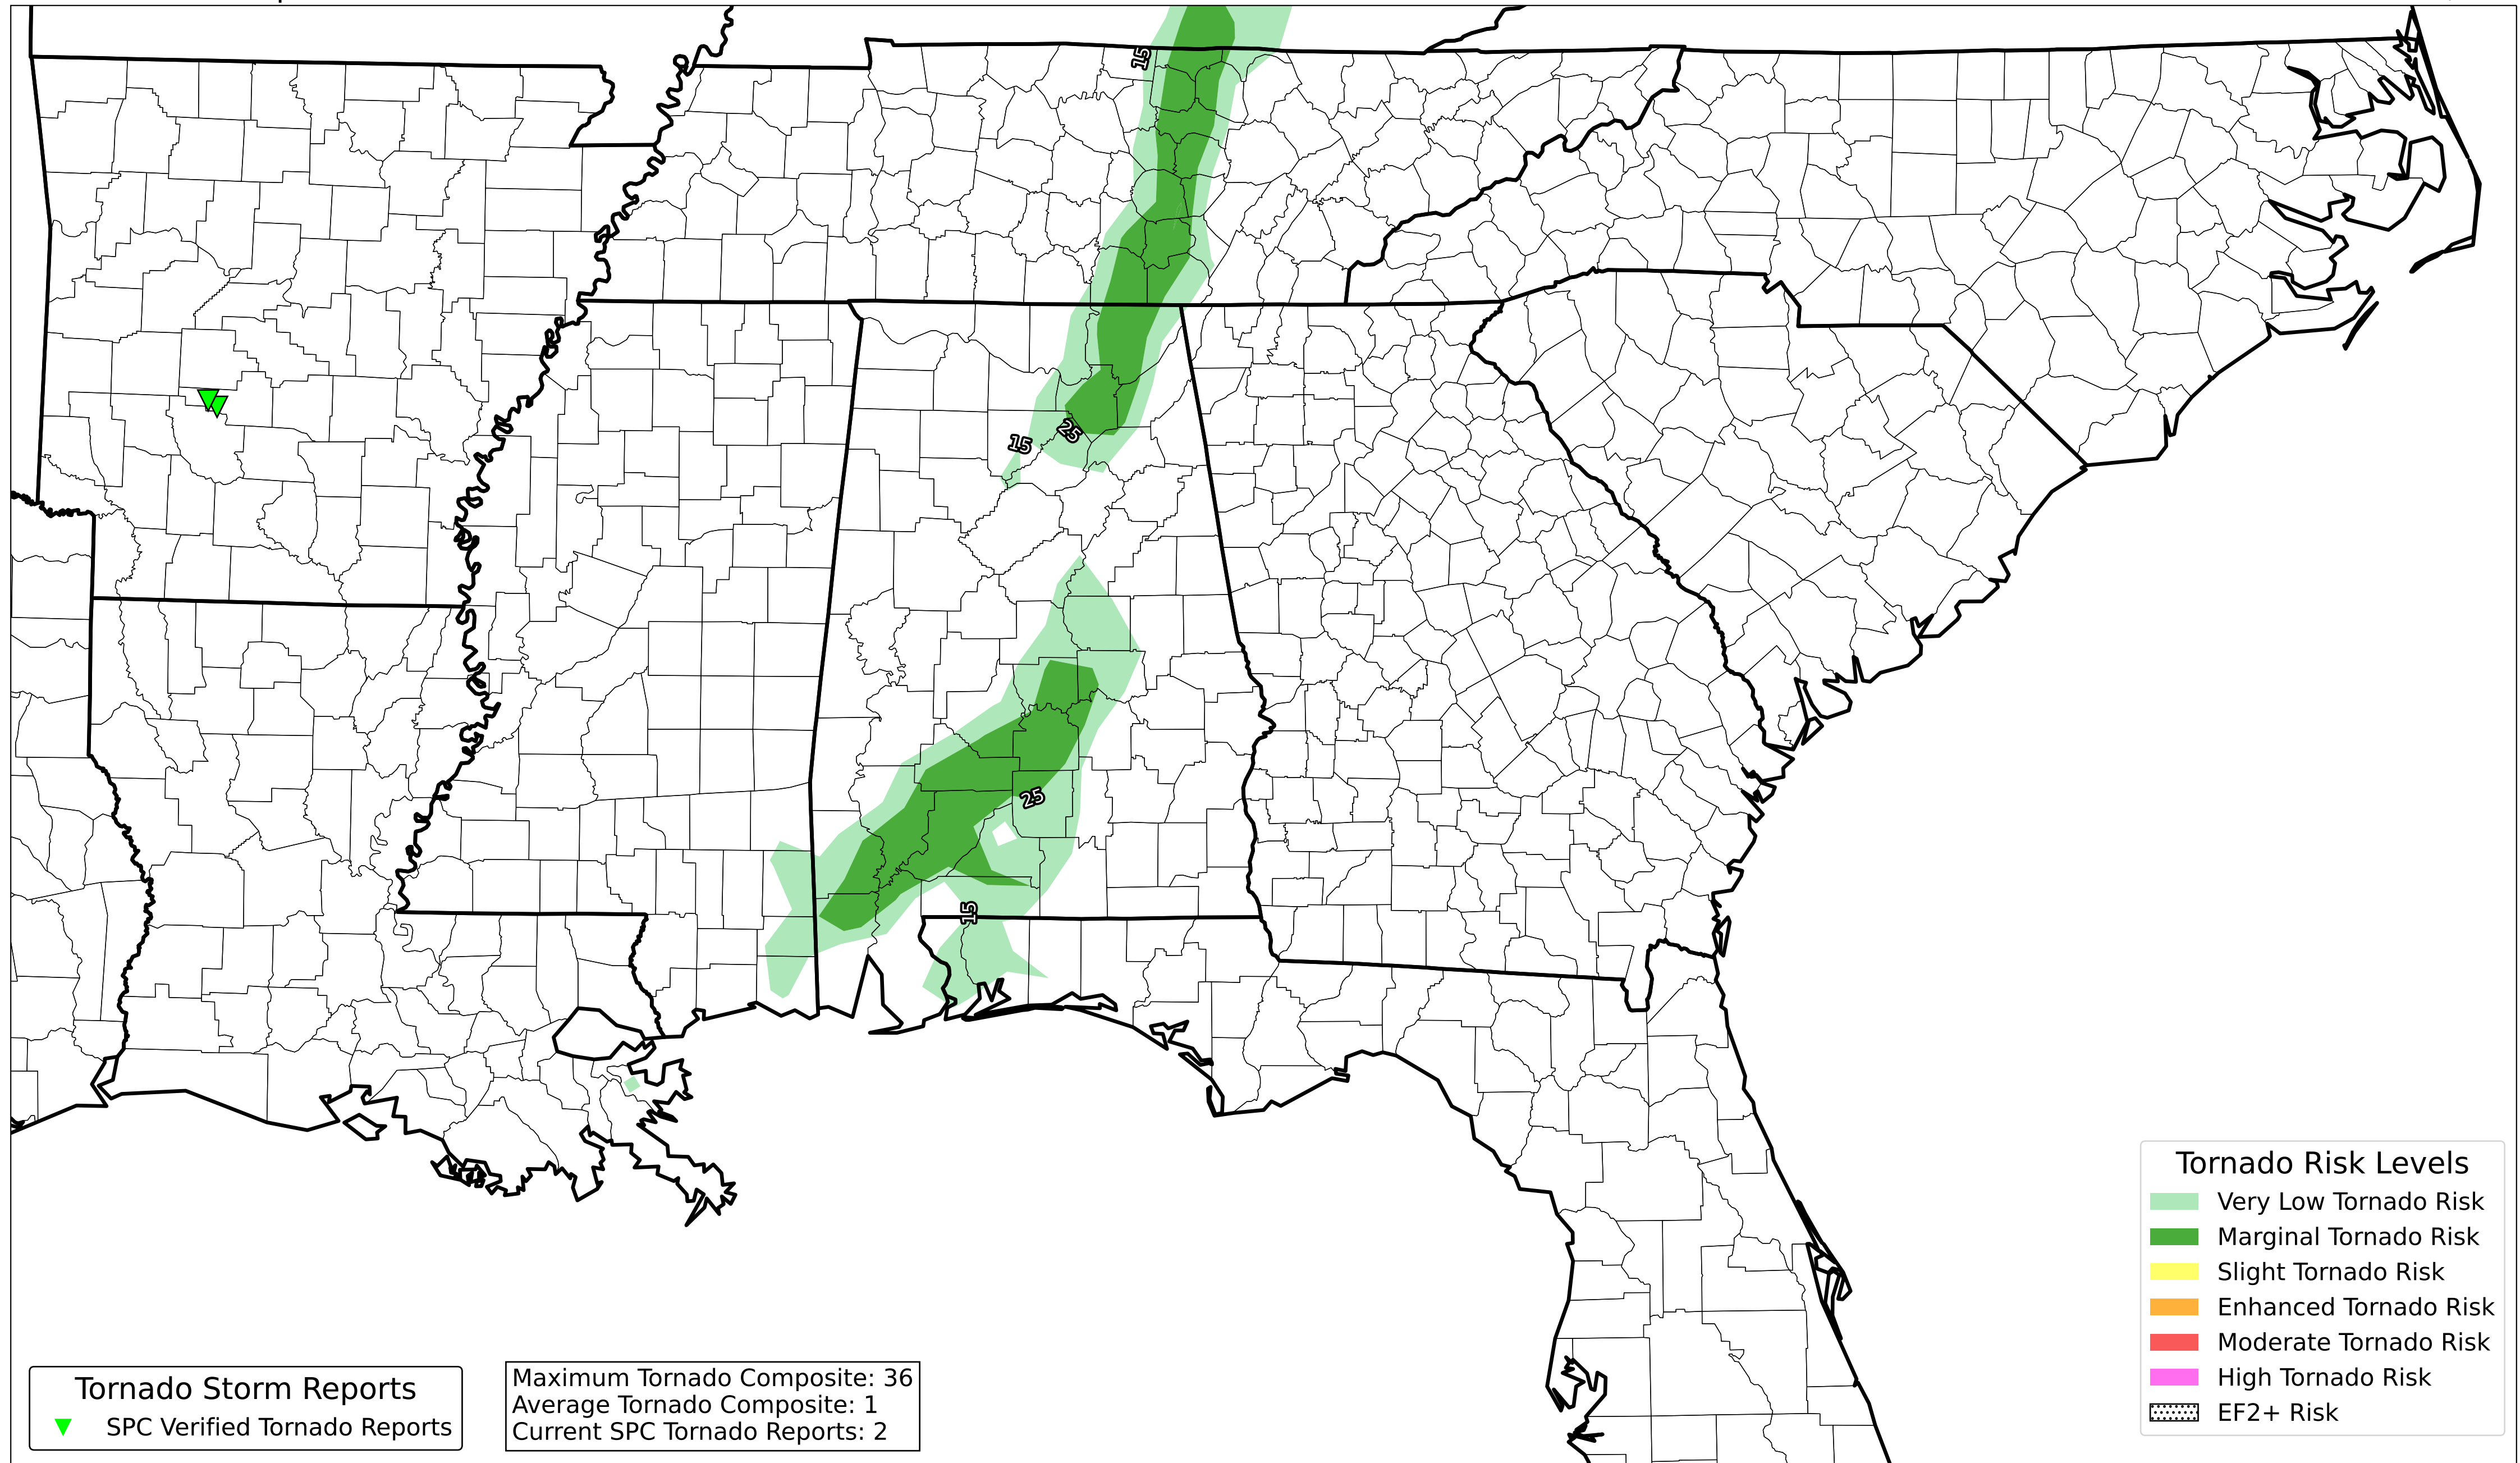 15
15
25
25
15
Tornado Risk Levels
Very Low Tornado Risk
Marginal Tornado Risk
Slight Tornado Risk
Enhanced Tornado Risk
Moderate Tornado Risk
High Tornado Risk
EF2+ Risk
Tornado Storm Reports
SPC Verified Tornado Reports
Maximum Tornado Composite: 36
Average Tornado Composite: 1
Current SPC Tornado Reports: 2